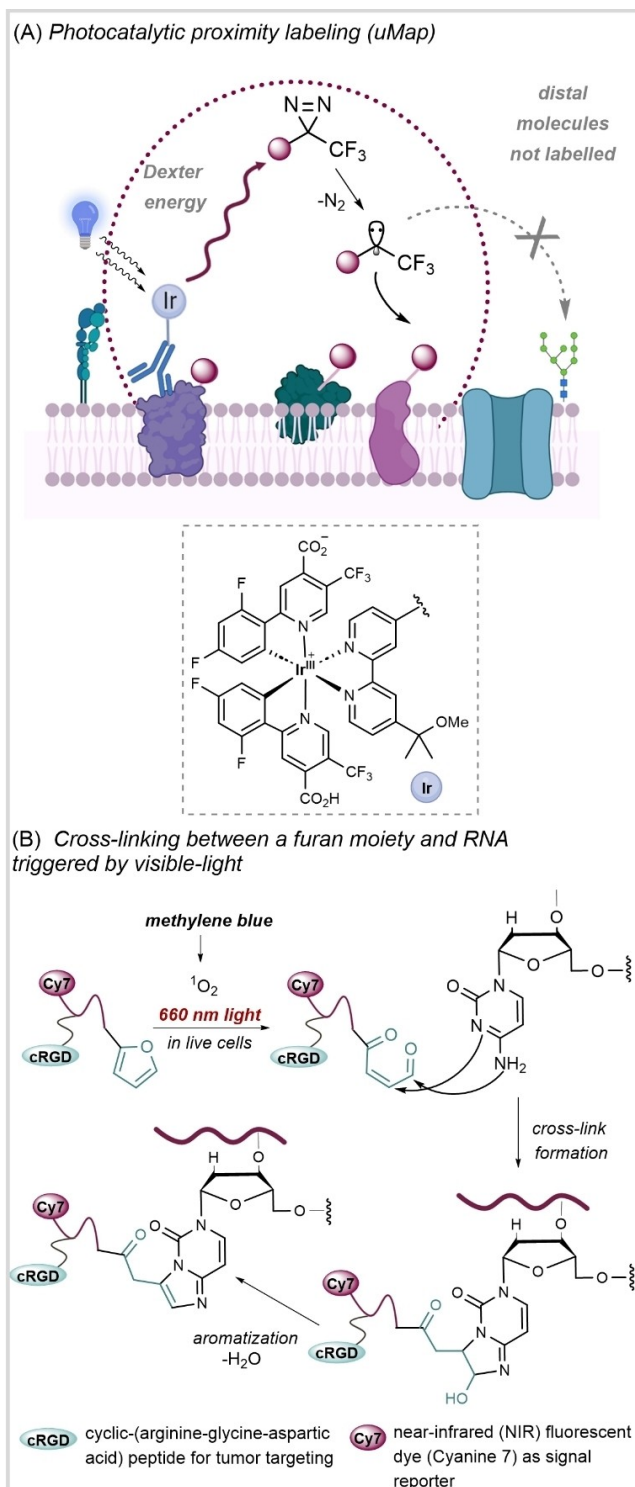 (A) Photocatalytic proximity labeling (uMap)
distal
molecules
not labelled
N=N
CF3
Dexter
energy
-N2
CF3
Ir
CO2−
CF3
F
N
F
IrIII+
N
N
F
N
OMe
F
CF3
CO2H
Ir
(B) Cross-linking between a furan moiety and RNA
triggered by visible-light
methylene blue
1O2
660 nm light
in live cells
Cy7
cRGD
O
Cy7
cRGD
O
O
H
O
O
O
N
O
N
NH2
cross-link
formation
Cy7
cRGD
O
H
O
O
O
N
O
N
N
aromatization
-H2O
Cy7
cRGD
O
H
O
O
O
N
O
N
N
HO
cRGD
cyclic-(arginine-glycine-aspartic
acid) peptide for tumor targeting
Cy7
near-infrared (NIR) fluorescent
dye (Cyanine 7) as signal
reporter